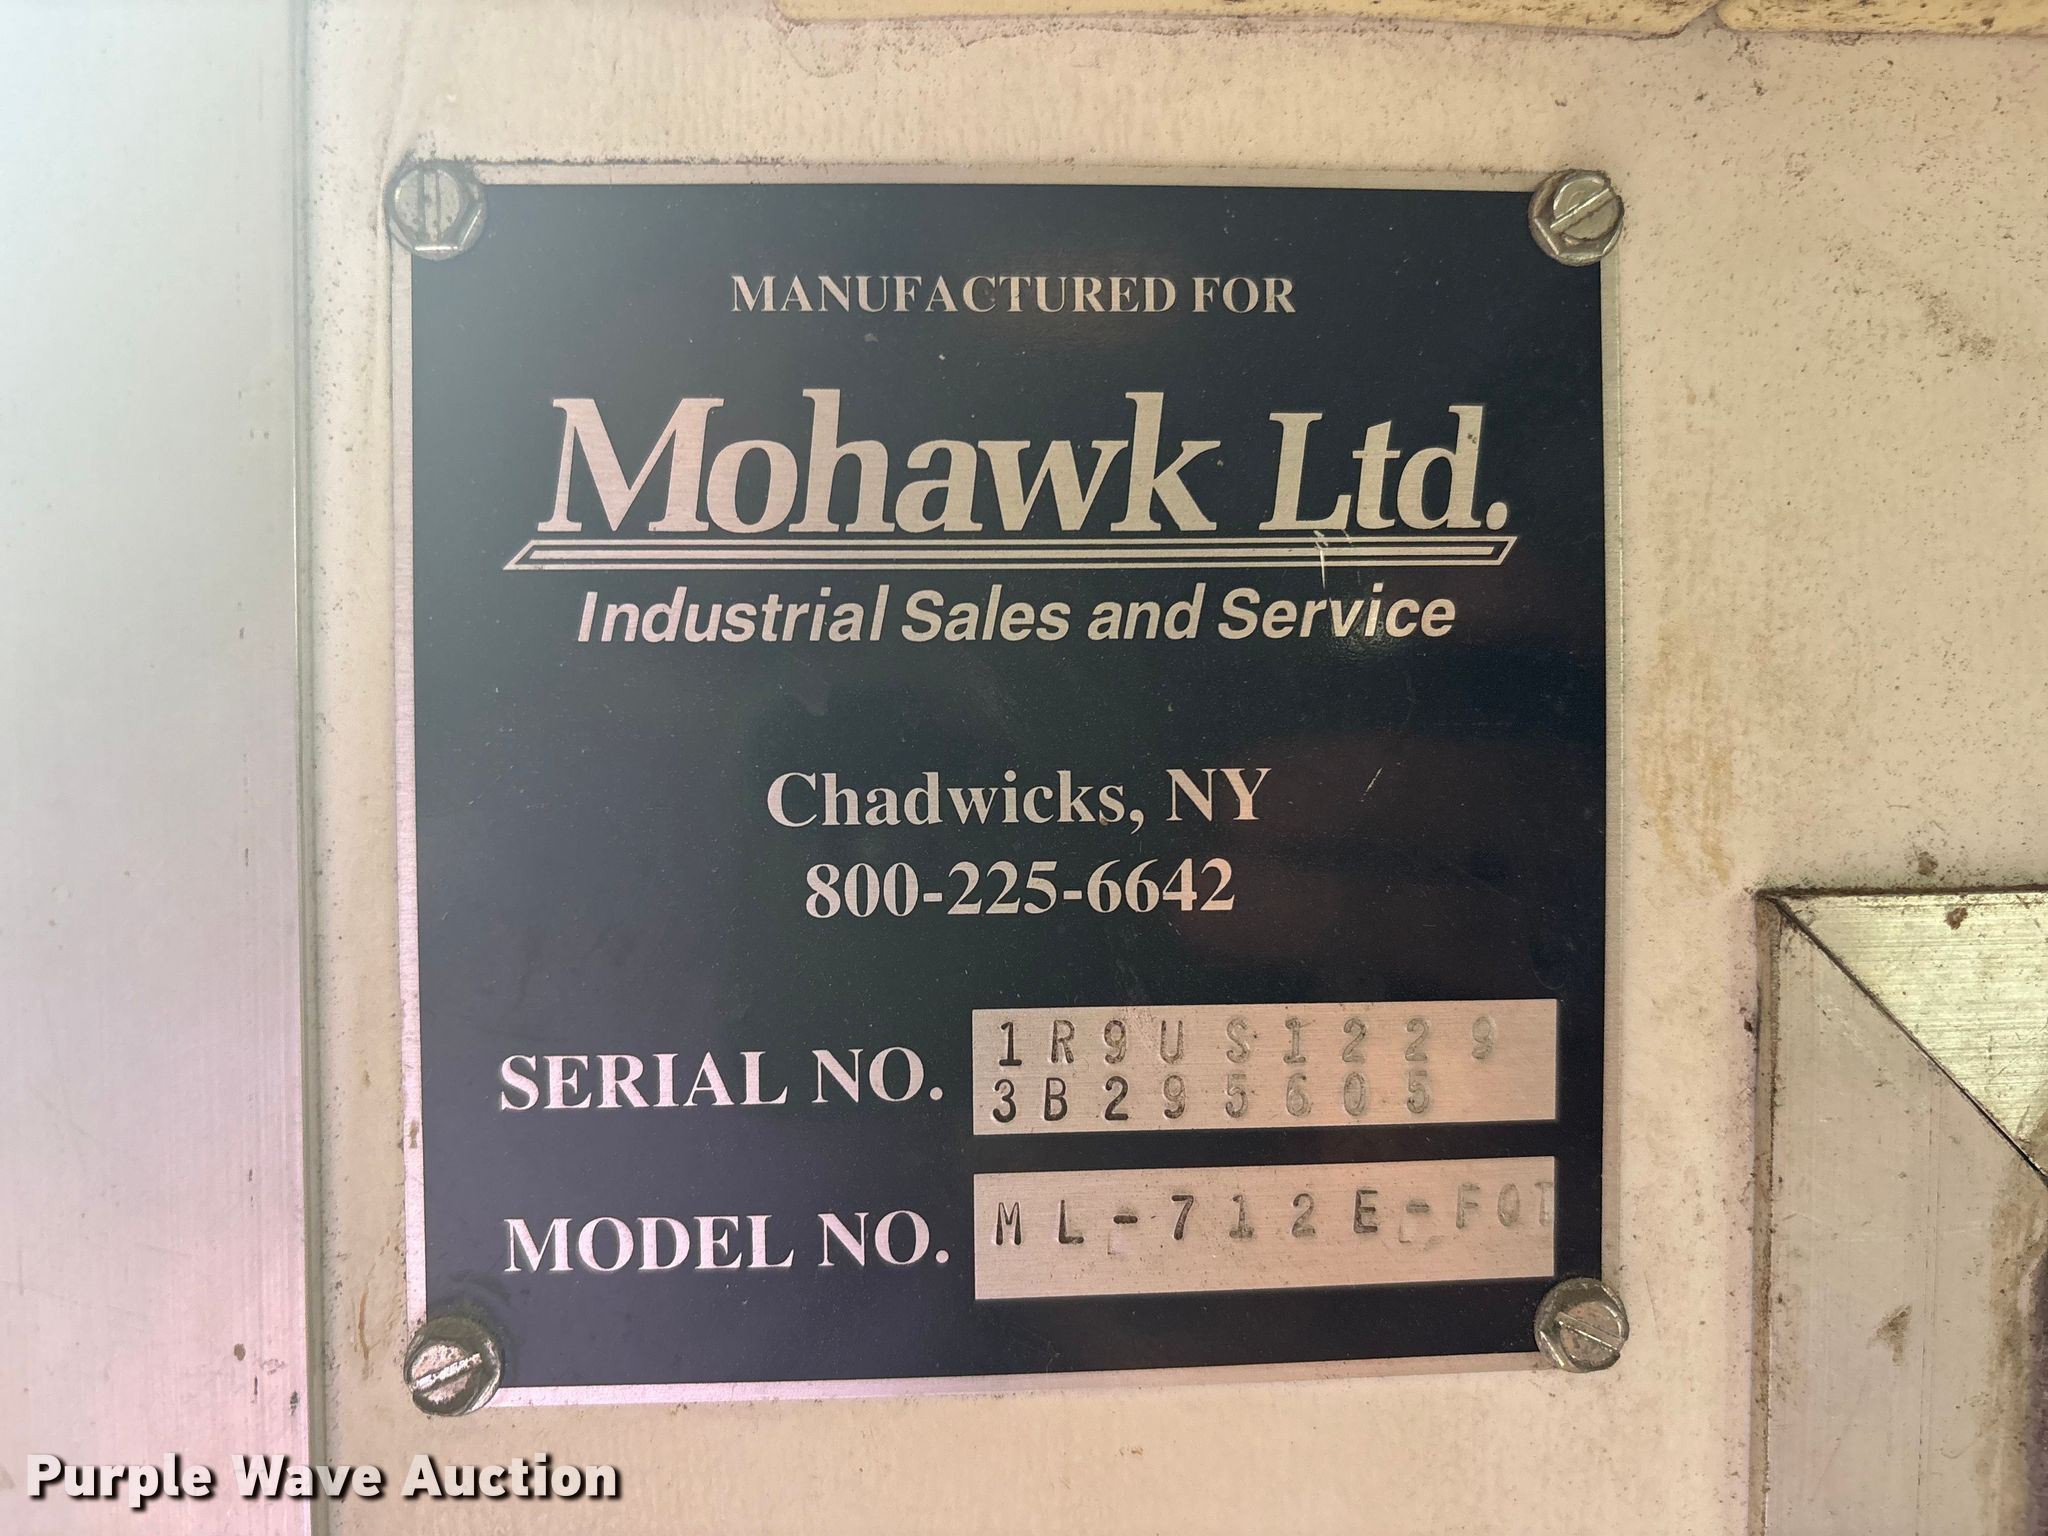 MANUFACTURED FOR
Mohawk Ltd.
Industrial Sales and Service
Chadwicks, NY
800-225-6642
SERIAL NO. 1R9US1229
3B295605
MODEL NO. ML-712E-FOT
Purple Wave Auction